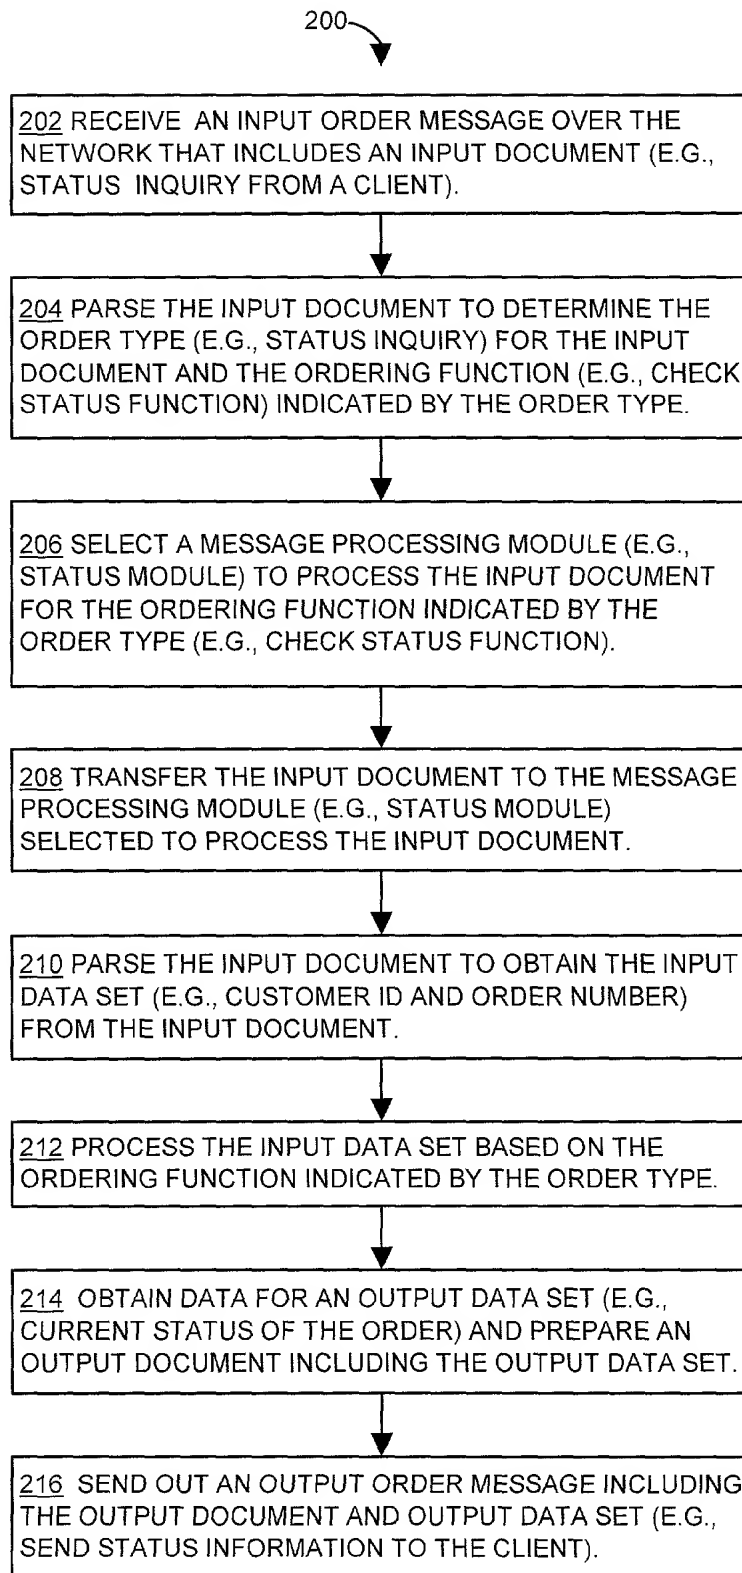 200
202 RECEIVE AN INPUT ORDER MESSAGE OVER THE
NETWORK THAT INCLUDES AN INPUT DOCUMENT (E.G.,
STATUS INQUIRY FROM A CLIENT).
204 PARSE THE INPUT DOCUMENT TO DETERMINE THE
ORDER TYPE (E.G., STATUS INQUIRY) FOR THE INPUT
DOCUMENT AND THE ORDERING FUNCTION (E.G., CHECK
STATUS FUNCTION) INDICATED BY THE ORDER TYPE.
206 SELECT A MESSAGE PROCESSING MODULE (E.G.,
STATUS MODULE) TO PROCESS THE INPUT DOCUMENT
FOR THE ORDERING FUNCTION INDICATED BY THE
ORDER TYPE (E.G., CHECK STATUS FUNCTION).
208 TRANSFER THE INPUT DOCUMENT TO THE MESSAGE
PROCESSING MODULE (E.G., STATUS MODULE)
SELECTED TO PROCESS THE INPUT DOCUMENT.
210 PARSE THE INPUT DOCUMENT TO OBTAIN THE INPUT
DATA SET (E.G., CUSTOMER ID AND ORDER NUMBER)
FROM THE INPUT DOCUMENT.
212 PROCESS THE INPUT DATA SET BASED ON THE
ORDERING FUNCTION INDICATED BY THE ORDER TYPE.
214 OBTAIN DATA FOR AN OUTPUT DATA SET (E.G.,
CURRENT STATUS OF THE ORDER) AND PREPARE AN
OUTPUT DOCUMENT INCLUDING THE OUTPUT DATA SET.
216 SEND OUT AN OUTPUT ORDER MESSAGE INCLUDING
THE OUTPUT DOCUMENT AND OUTPUT DATA SET (E.G.,
SEND STATUS INFORMATION TO THE CLIENT).